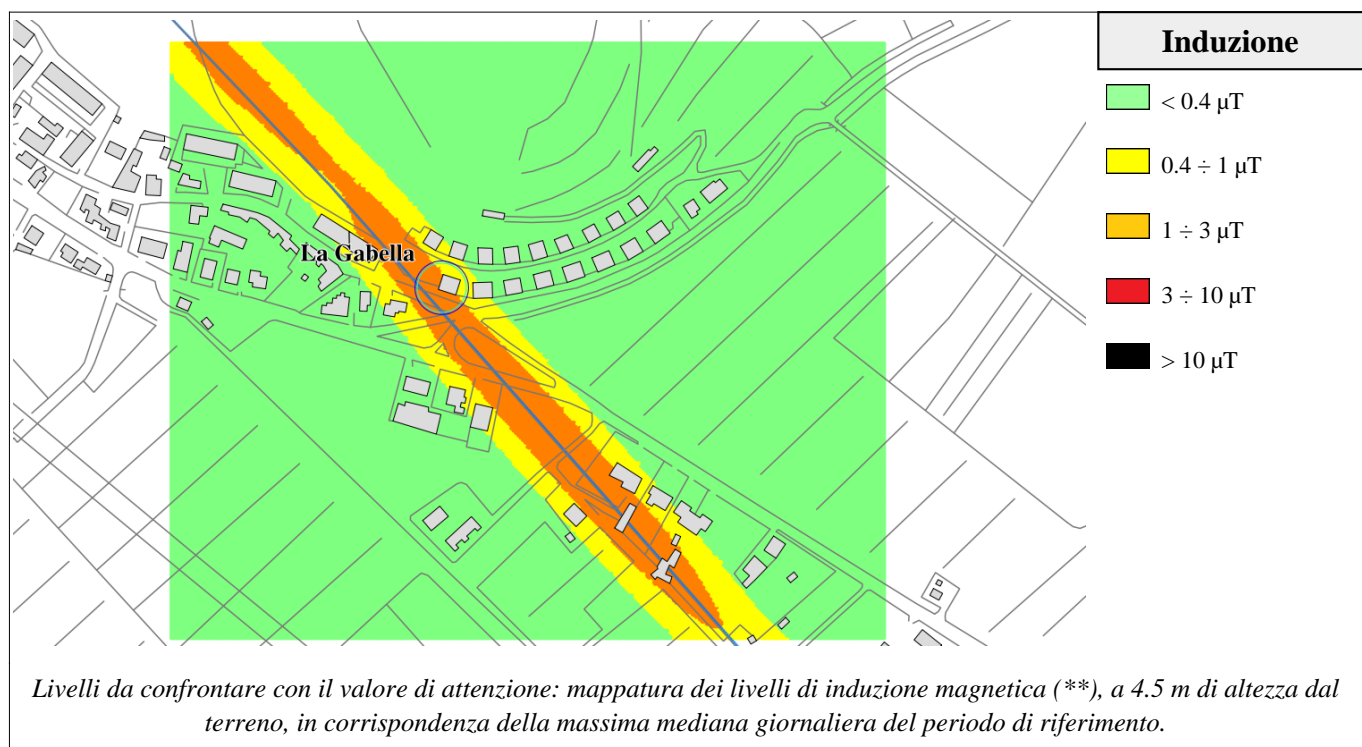 Induzione
< 0.4 µT
0.4 ÷ 1 µT
1 ÷ 3 µT
3 ÷ 10 µT
> 10 µT
La Gabella
Livelli da confrontare con il valore di attenzione: mappatura dei livelli di induzione magnetica (**), a 4.5 m di altezza dal
terreno, in corrispondenza della massima mediana giornaliera del periodo di riferimento.